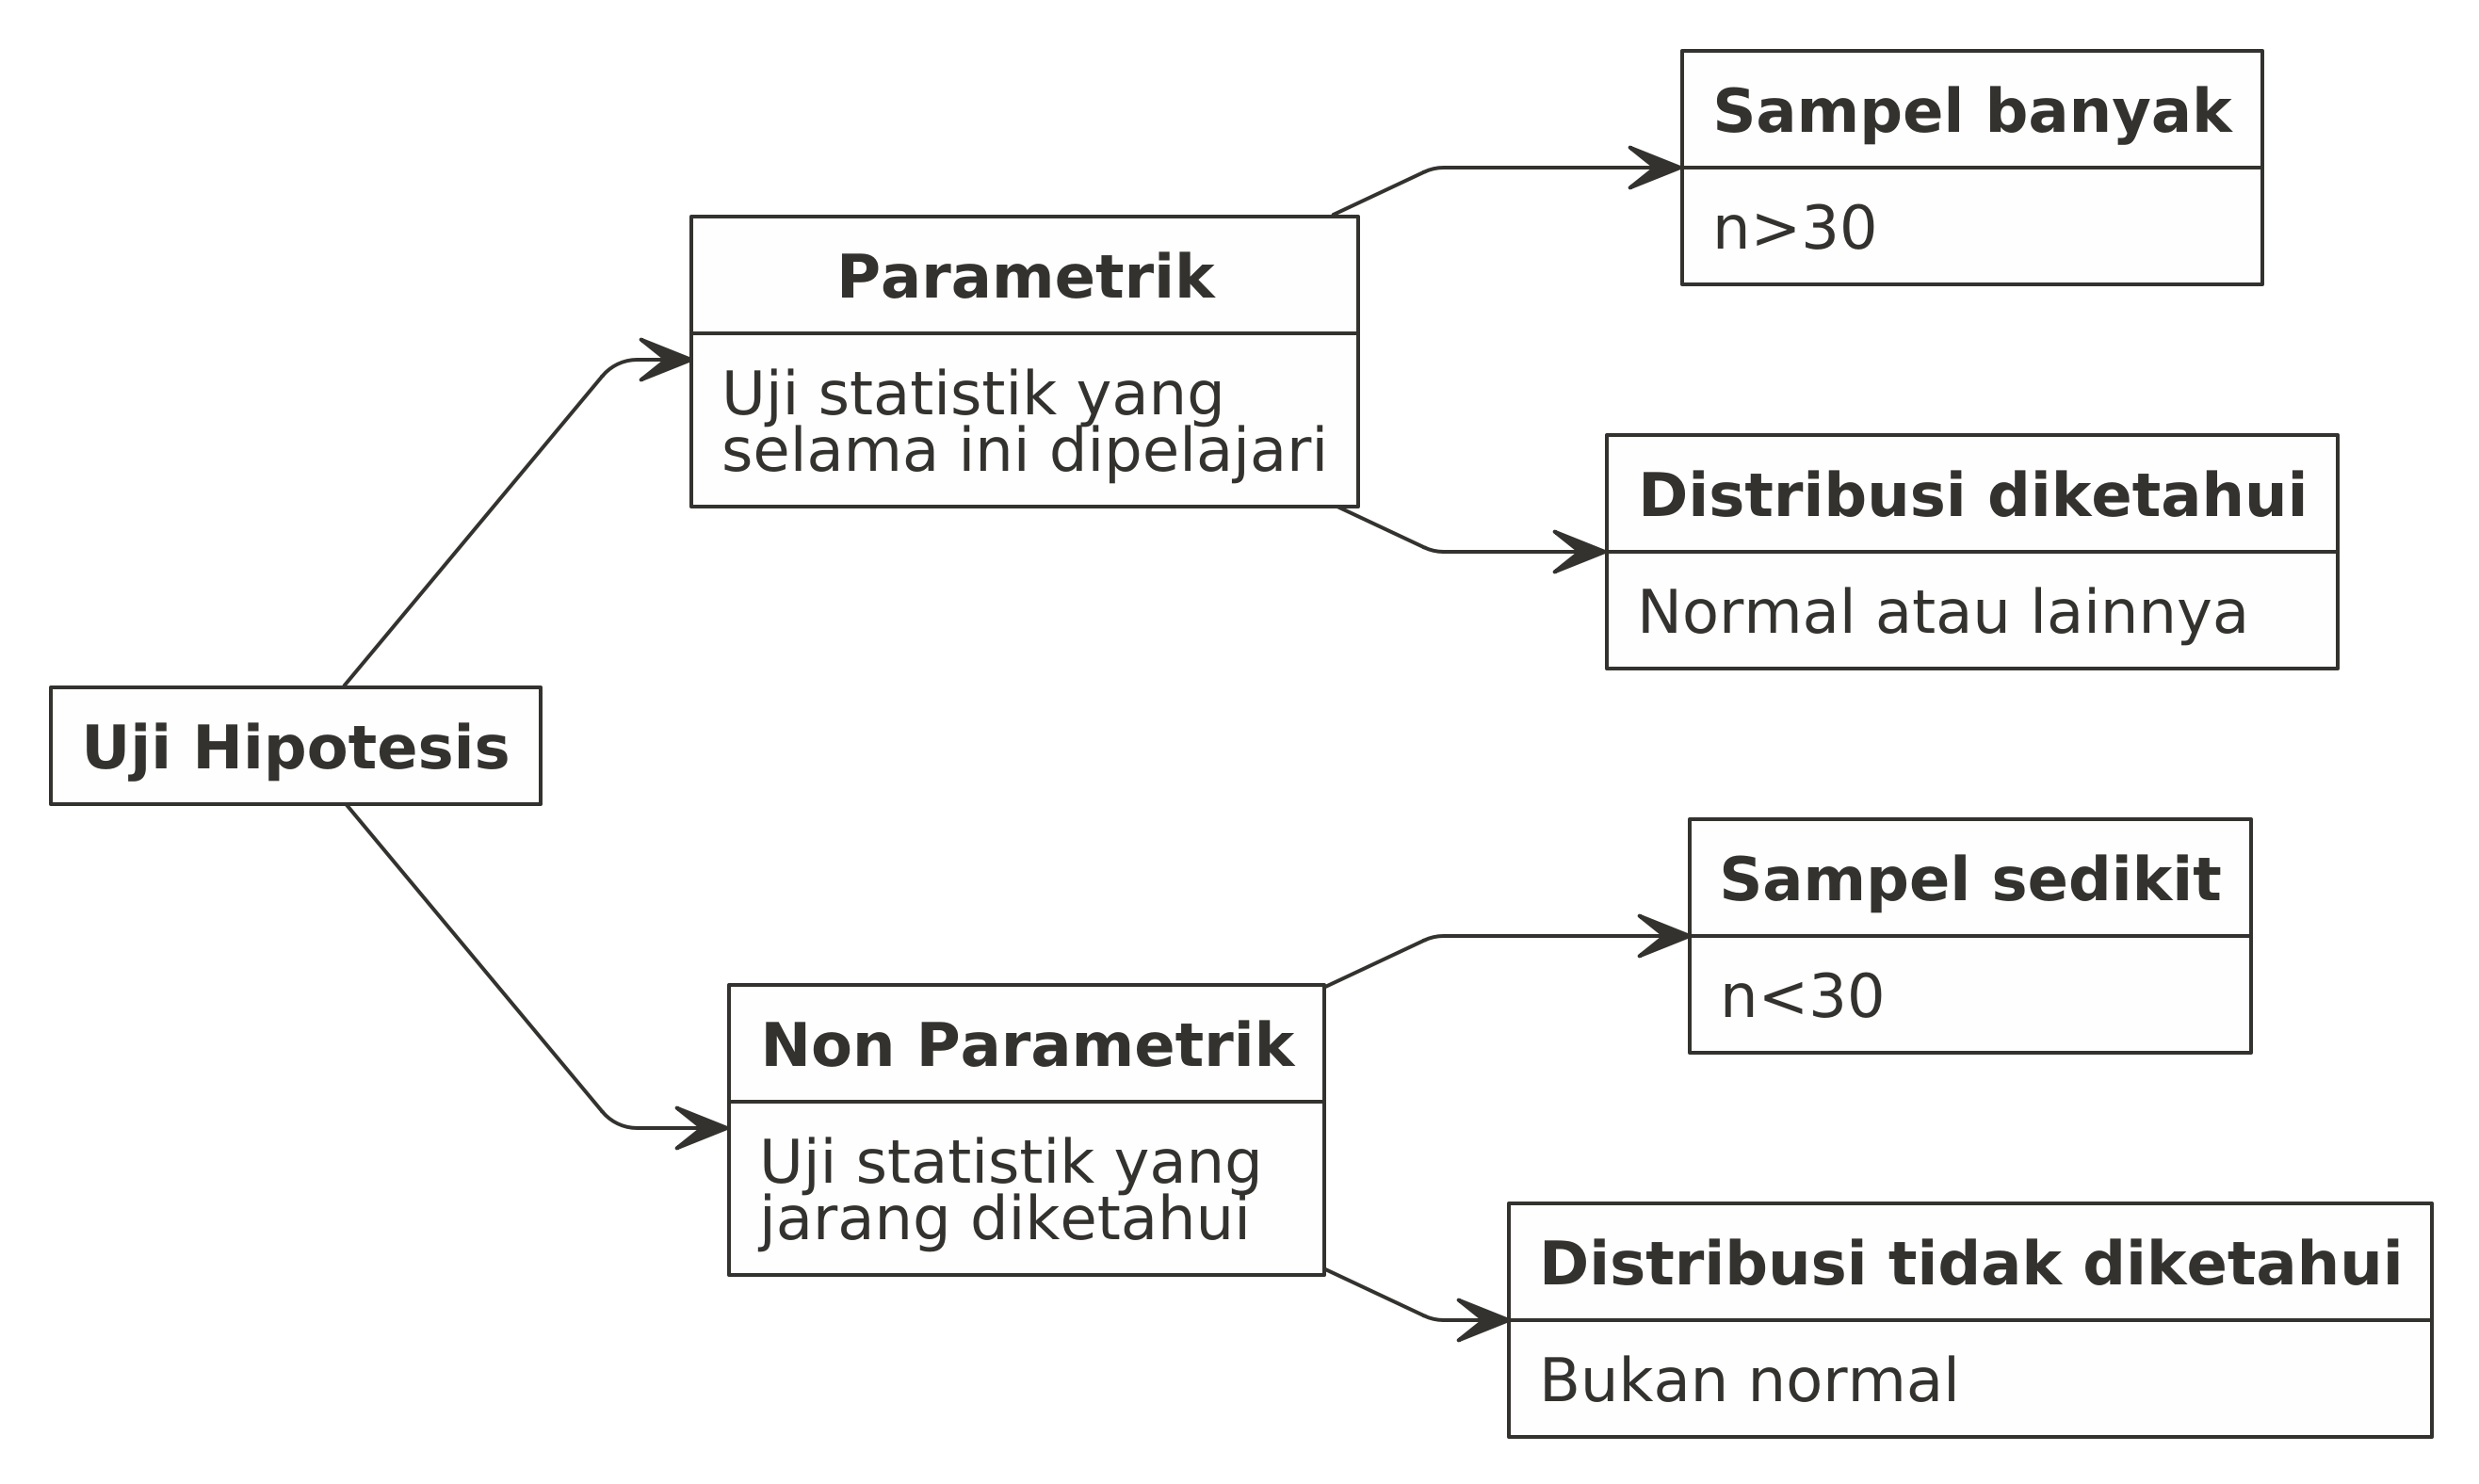 Uji Hipotesis
Parametrik
Uji statistik yang
selama ini dipelajari
Sampel banyak
n>30
Distribusi diketahui
Normal atau lainnya
Non Parametrik
Uji statistik yang
jarang diketahui
Sampel sedikit
n<30
Distribusi tidak diketahui
Bukan normal